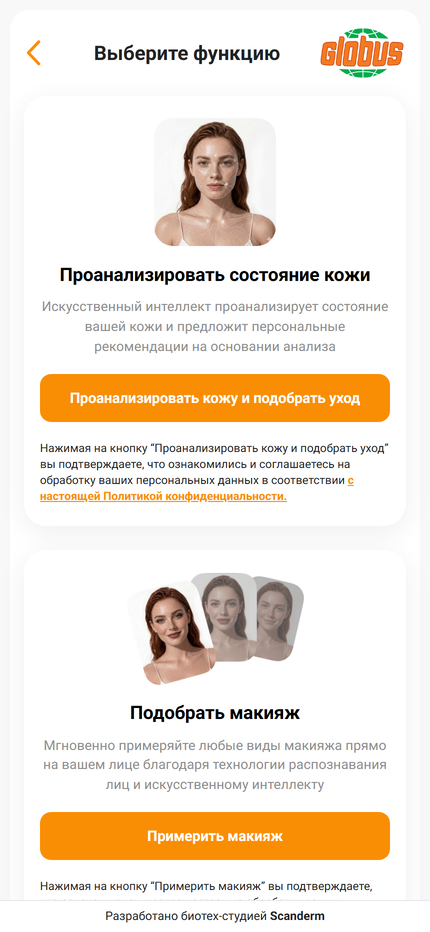 Выберите функцию
Globus
Проанализировать состояние кожи
Искусственный интеллект проанализирует состояние
вашей кожи и предложит персональные
рекомендации на основании анализа
Проанализировать кожу и подобрать уход
Нажимая на кнопку “Проанализировать кожу и подобрать уход”
вы подтверждаете, что ознакомились и соглашаетесь на
обработку ваших персональных данных в соответствии с
настоящей Политикой конфиденциальности.
Подобрать макияж
Мгновенно примеряйте любые виды макияжа прямо
на вашем лице благодаря технологии распознавания
лиц и искусственному интеллекту
Примерить макияж
Нажимая на кнопку “Примерить макияж” вы подтверждаете,
Разработано биотех-студией Scanderm